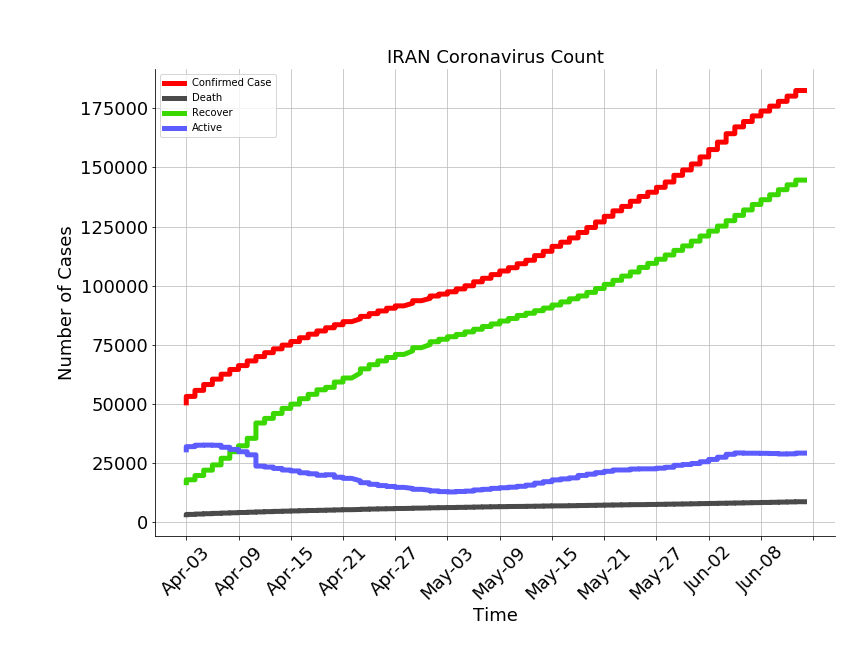 IRAN Coronavirus Count
Confirmed Case
Death
Recover
Active
175000
150000
125000
100000
75000
50000
25000
0
Number of Cases
Apr-03
Apr-09
Apr-15
Apr-21
Apr-27
May-03
May-09
May-15
May-21
May-27
Jun-02
Jun-08
Time